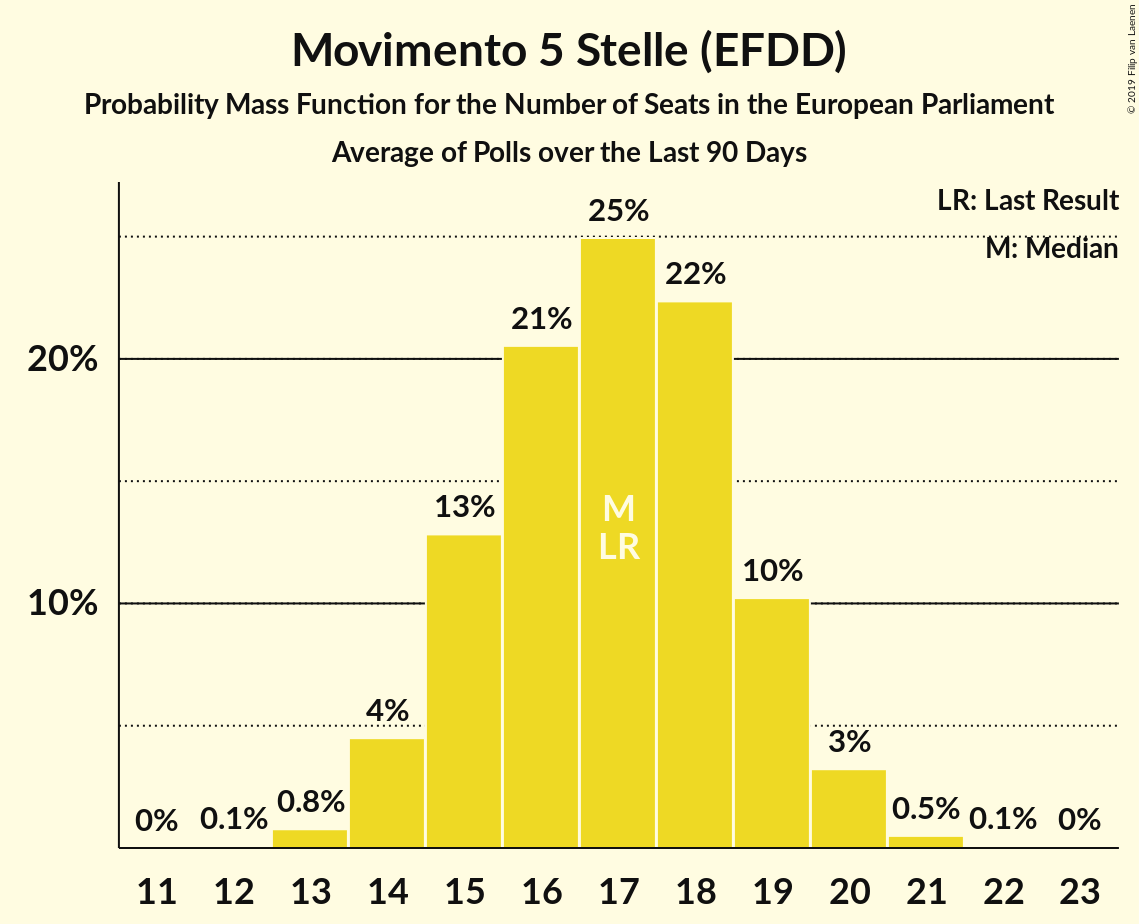 Movimento 5 Stelle (EFDD)
Probability Mass Function for the Number of Seats in the European Parliament
Average of Polls over the Last 90 Days
© 2019 Filip van Laenen
LR: Last Result
M: Median
25%
22%
21%
20%
13%
M
LR
10%
10%
4%
3%
0.8%
0.5%
0%
0.1%
0.1%
0%
11 12 13 14 15 16 17 18 19 20 21 22 23